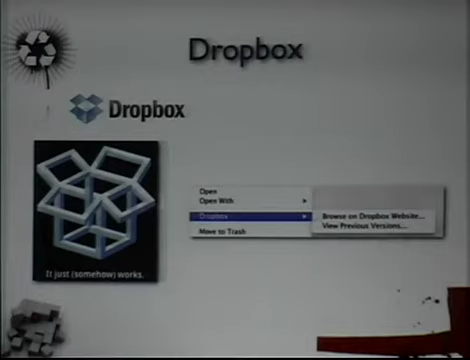 Dropbox
Dropbox
It just (somehow) works.
Open
Open With
Dropbox
Move to Trash
Browse on Dropbox Website...
View Previous Versions...